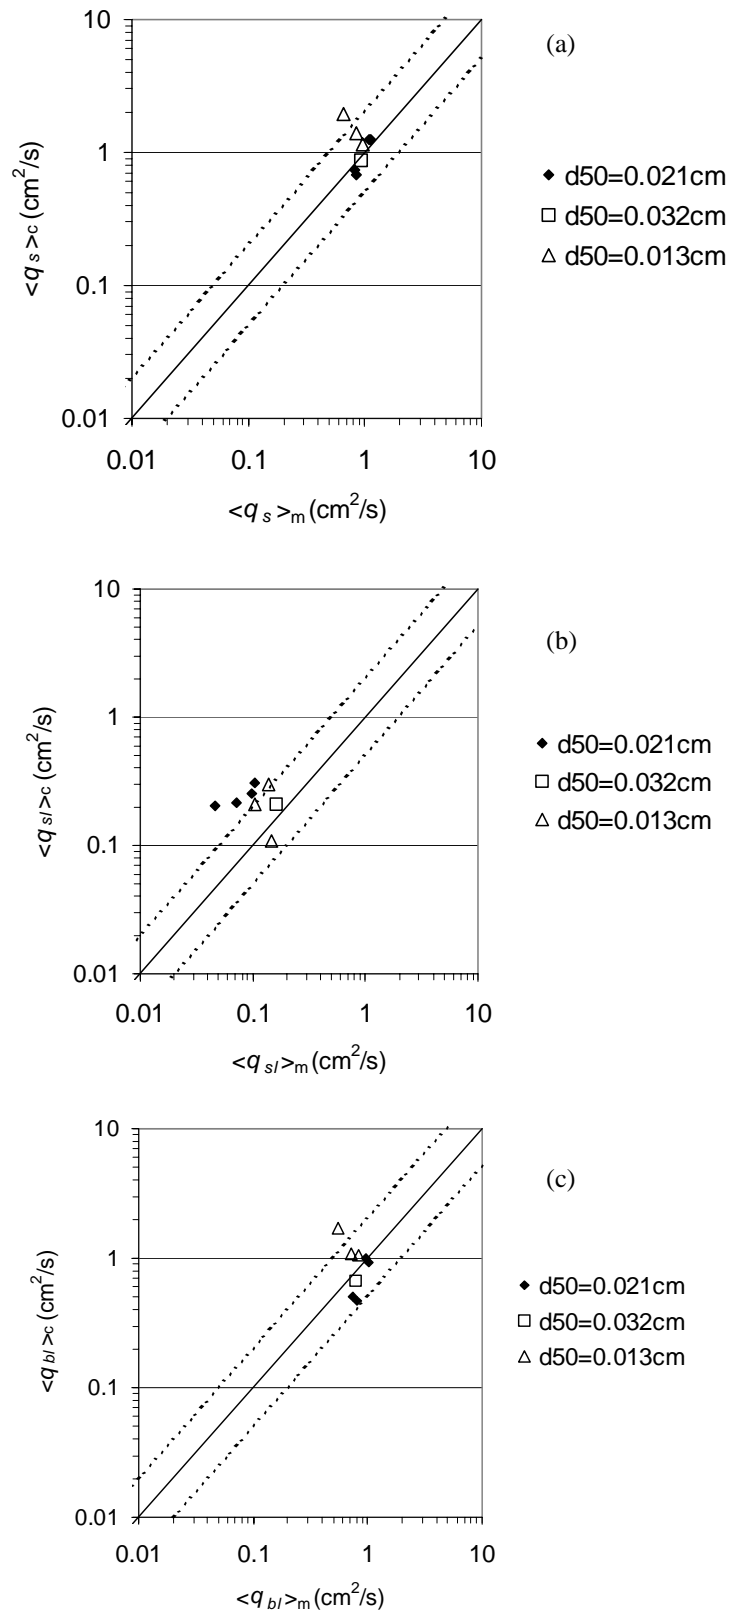 10
1
0.1
0.01
0.01 0.1 1 10
<q s>c (cm²/s)
<q s>m (cm²/s)
(a)
d50=0.021cm
d50=0.032cm
d50=0.013cm
10
1
0.1
0.01
0.01 0.1 1 10
<q sl>c (cm²/s)
<q sl>m (cm²/s)
(b)
d50=0.021cm
d50=0.032cm
d50=0.013cm
10
1
0.1
0.01
0.01 0.1 1 10
<q bl>c (cm²/s)
<q bl>m (cm²/s)
(c)
d50=0.021cm
d50=0.032cm
d50=0.013cm